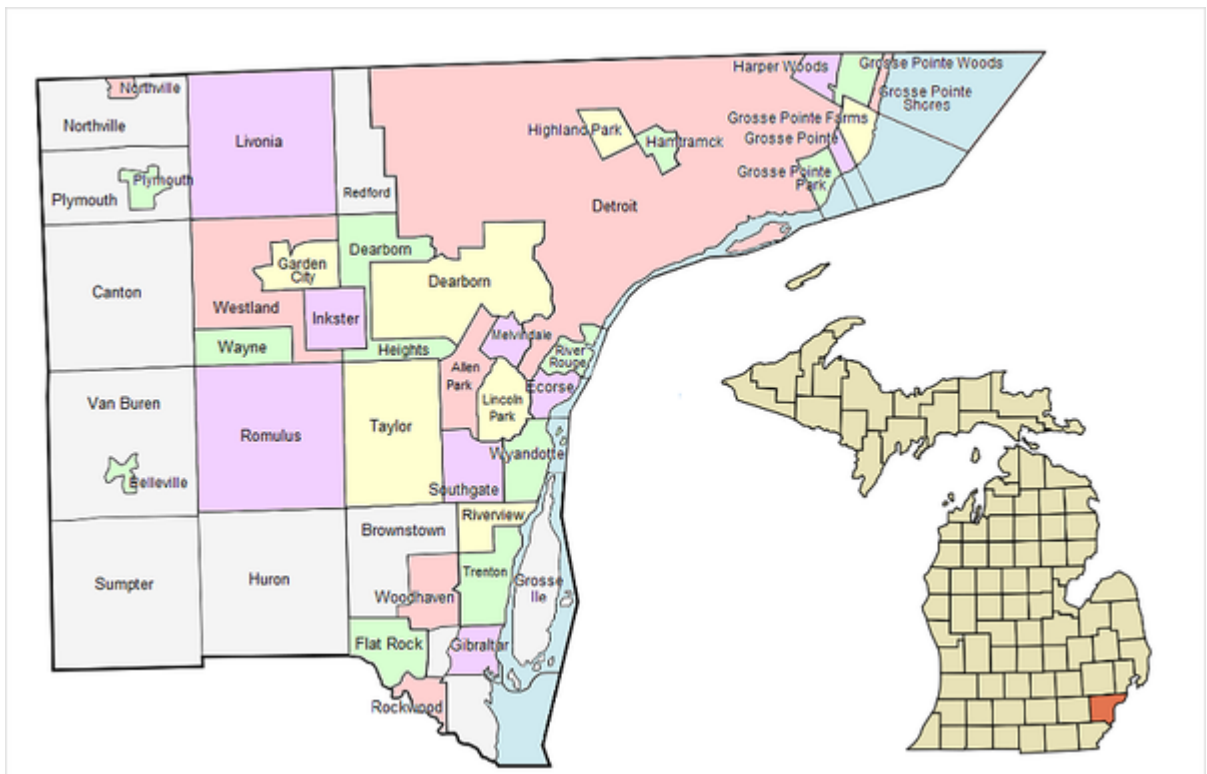 Harper Woods
Grosse Pointe Woods
Grosse Pointe
Shores
Northville
Northville
Livonia
Highland Park
Hamtramck
Grosse Pointe Farms
Grosse Pointe
Grosse Pointe
Park
Plymouth
Plymouth
Redford
Detroit
Dearborn
Garden
City
Dearborn
Canton
Westland
Inkster
Melvindale
Wayne
Heights
River
Rouge
Allen
Park
Ecorse
Van Buren
Lincoln
Park
Taylor
Romulus
Wyandotte
Belleville
Southgate
Riverview
Brownstown
Sumpter
Huron
Trenton
Grosse
Ile
Woodhaven
Flat Rock
Gibraltar
Rockwood